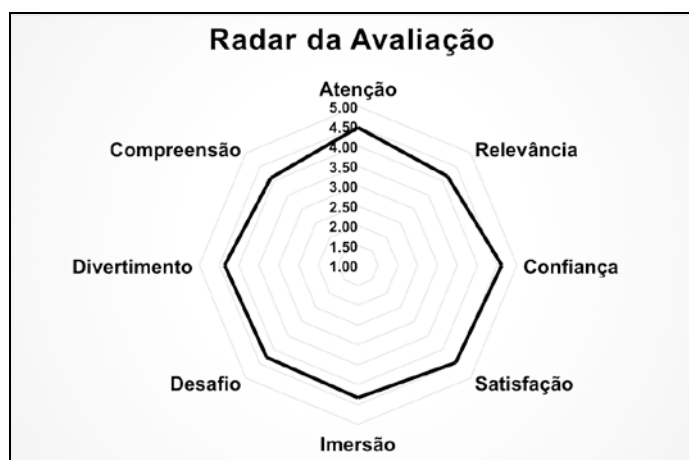 Radar da Avaliação
Atenção
5.00
4.50
4.00
3.50
3.00
2.50
2.00
1.50
1.00
Compreensão
Relevância
Divertimento
Confiança
Desafio
Satisfação
Imersão